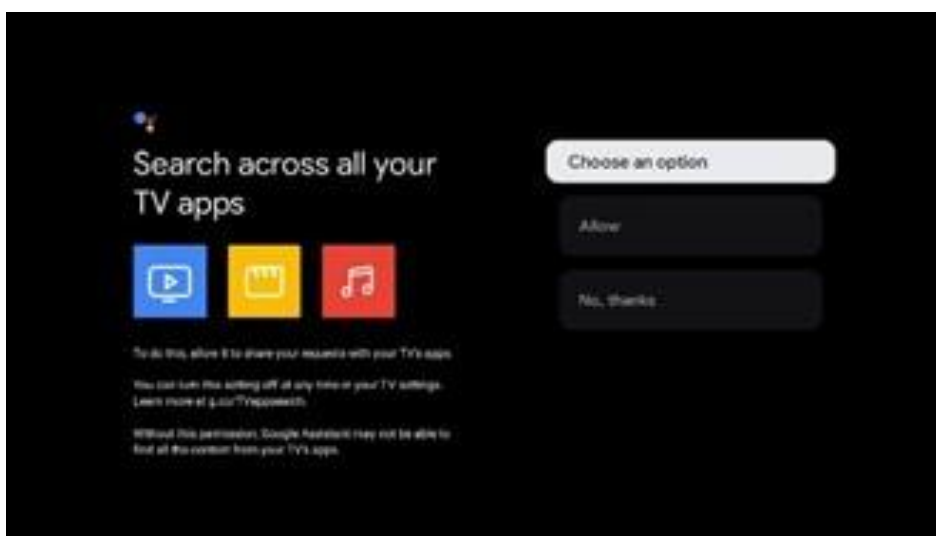 Search across all your
TV apps
To do this, allow it to share your requests with your TV's apps
You can turn this setting off at any time in your TV settings.
Learn more at g.co/TVappsearch.
Without this permission, Google Assistant may not be able to
find all the content from your TV's apps.
Choose an option
Allow
No, thanks